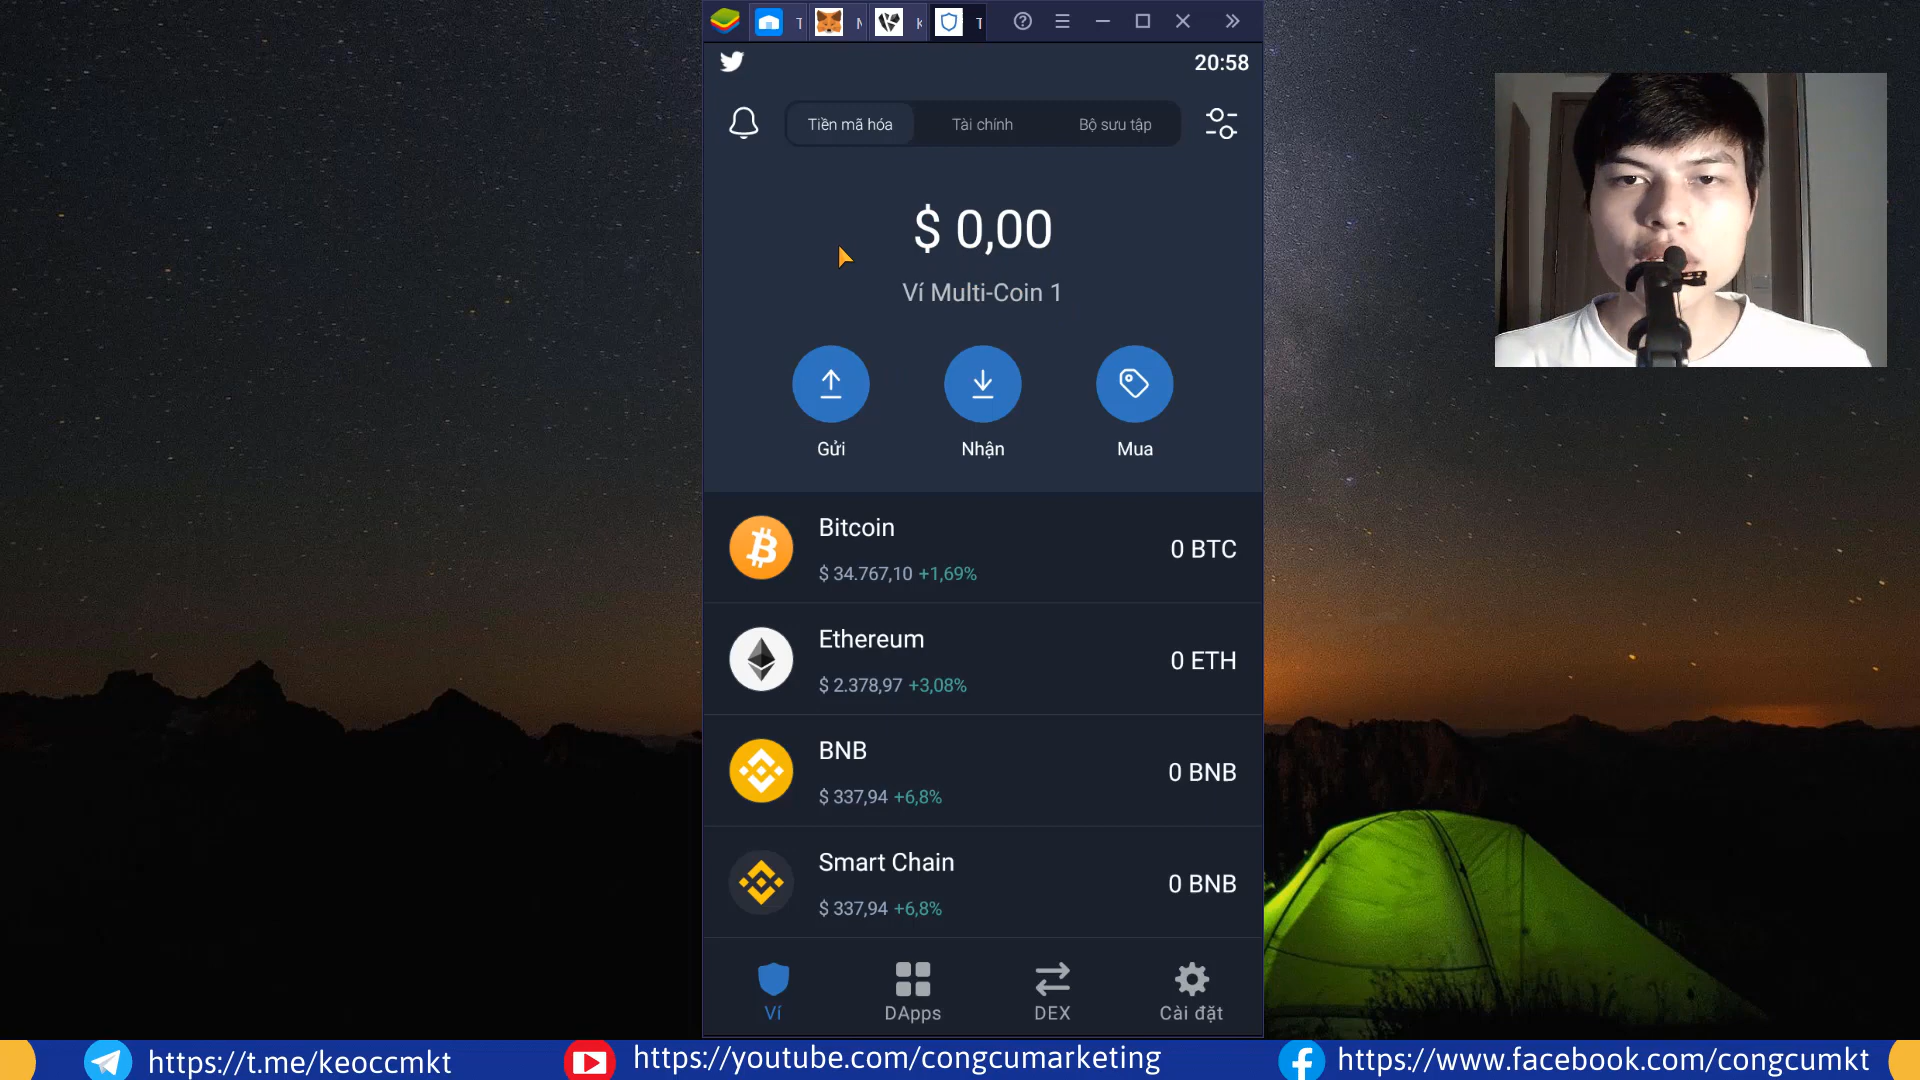 T
M
K
T
20:58
Tiền mã hóa
Tài chính
Bộ sưu tập
$ 0,00
Ví Multi-Coin 1
Gửi
Nhận
Mua
Bitcoin
0 BTC
$ 34.767,10 +1,69%
Ethereum
0 ETH
$ 2.378,97 +3,08%
BNB
0 BNB
$ 337,94 +6,8%
Smart Chain
0 BNB
$ 337,94 +6,8%
Ví
DApps
DEX
Cài đặt
https://t.me/keoccmkt
https://youtube.com/congcumarketing
https://www.facebook.com/congcumkt